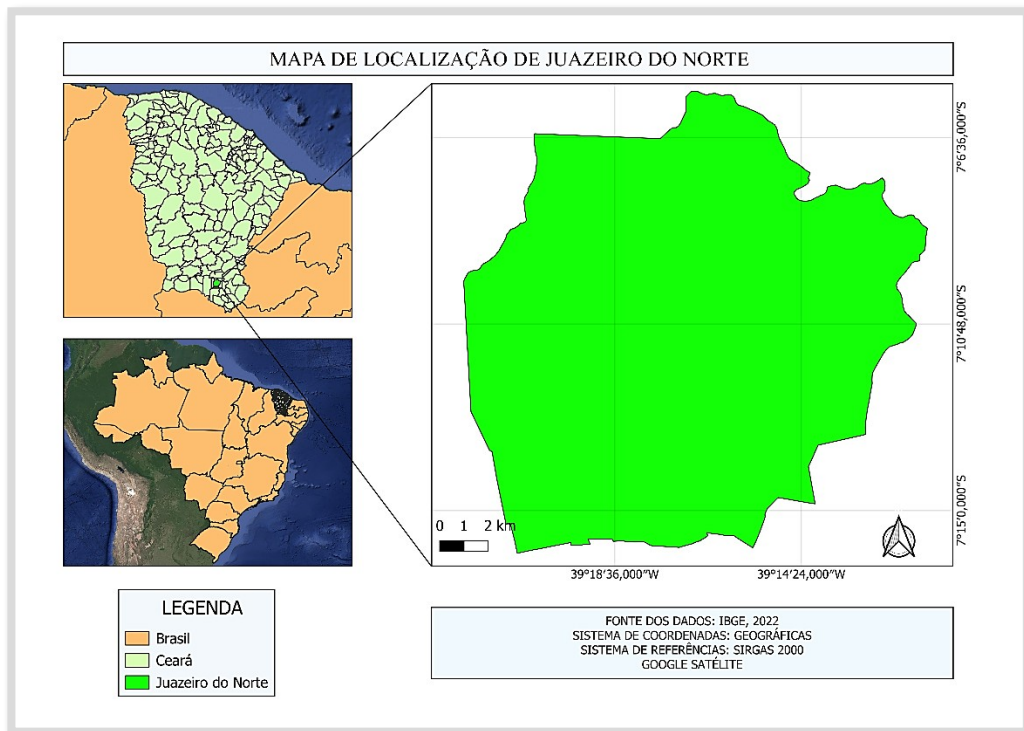 MAPA DE LOCALIZAÇÃO DE JUAZEIRO DO NORTE
7°6'36,000"S
7°10'48,000"S
7°15'0,000"S
0 1 2 km
39°18'36,000"W 39°14'24,000"W
LEGENDA
Brasil
Ceará
Juazeiro do Norte
FONTE DOS DADOS: IBGE, 2022
SISTEMA DE COORDENADAS: GEOGRÁFICAS
SISTEMA DE REFERÊNCIAS: SIRGAS 2000
GOOGLE SATÉLITE